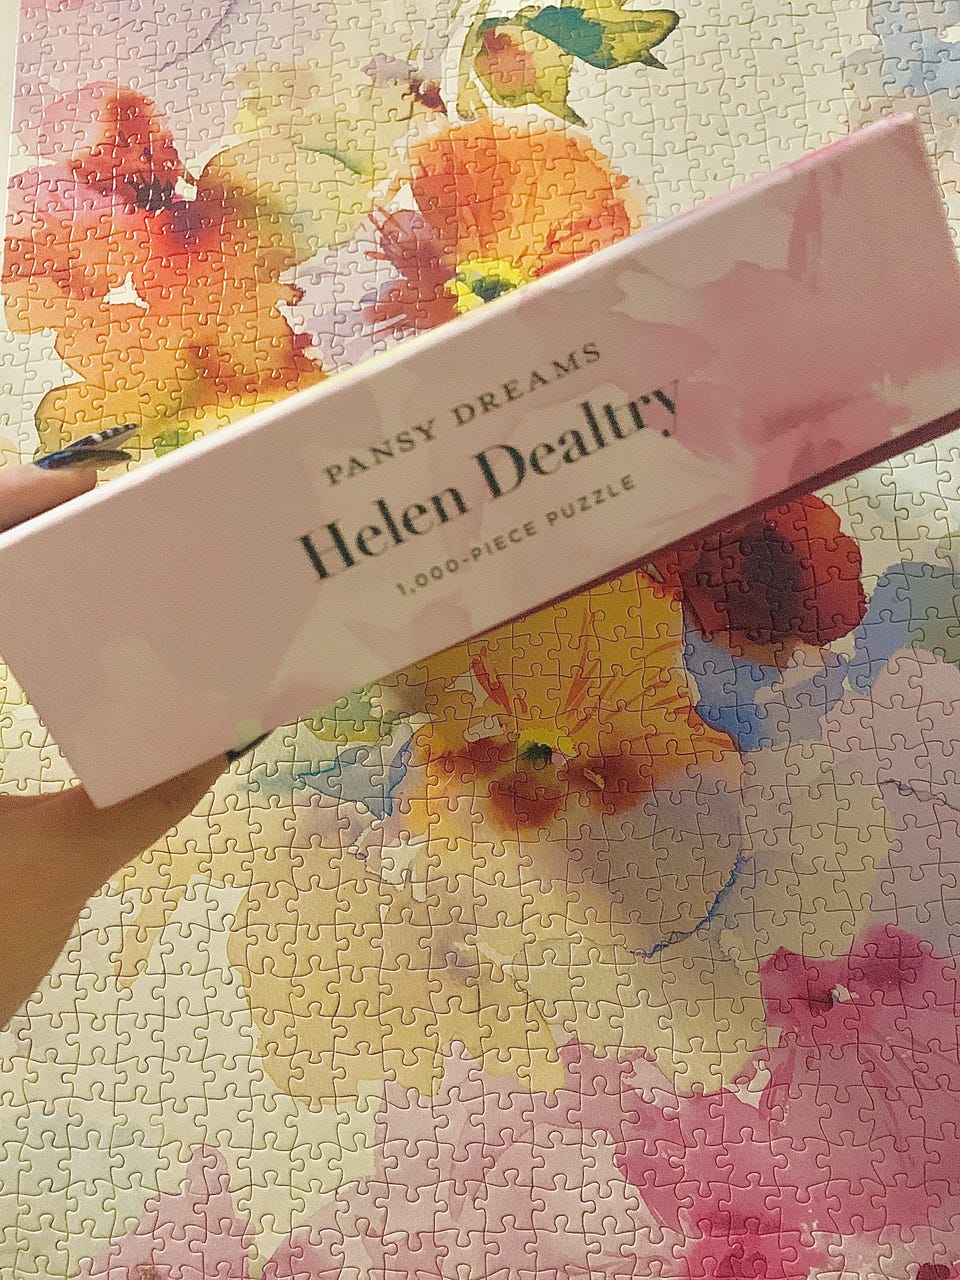 PANSY DREAMS
Helen Dealtry
1,000-PIECE PUZZLE